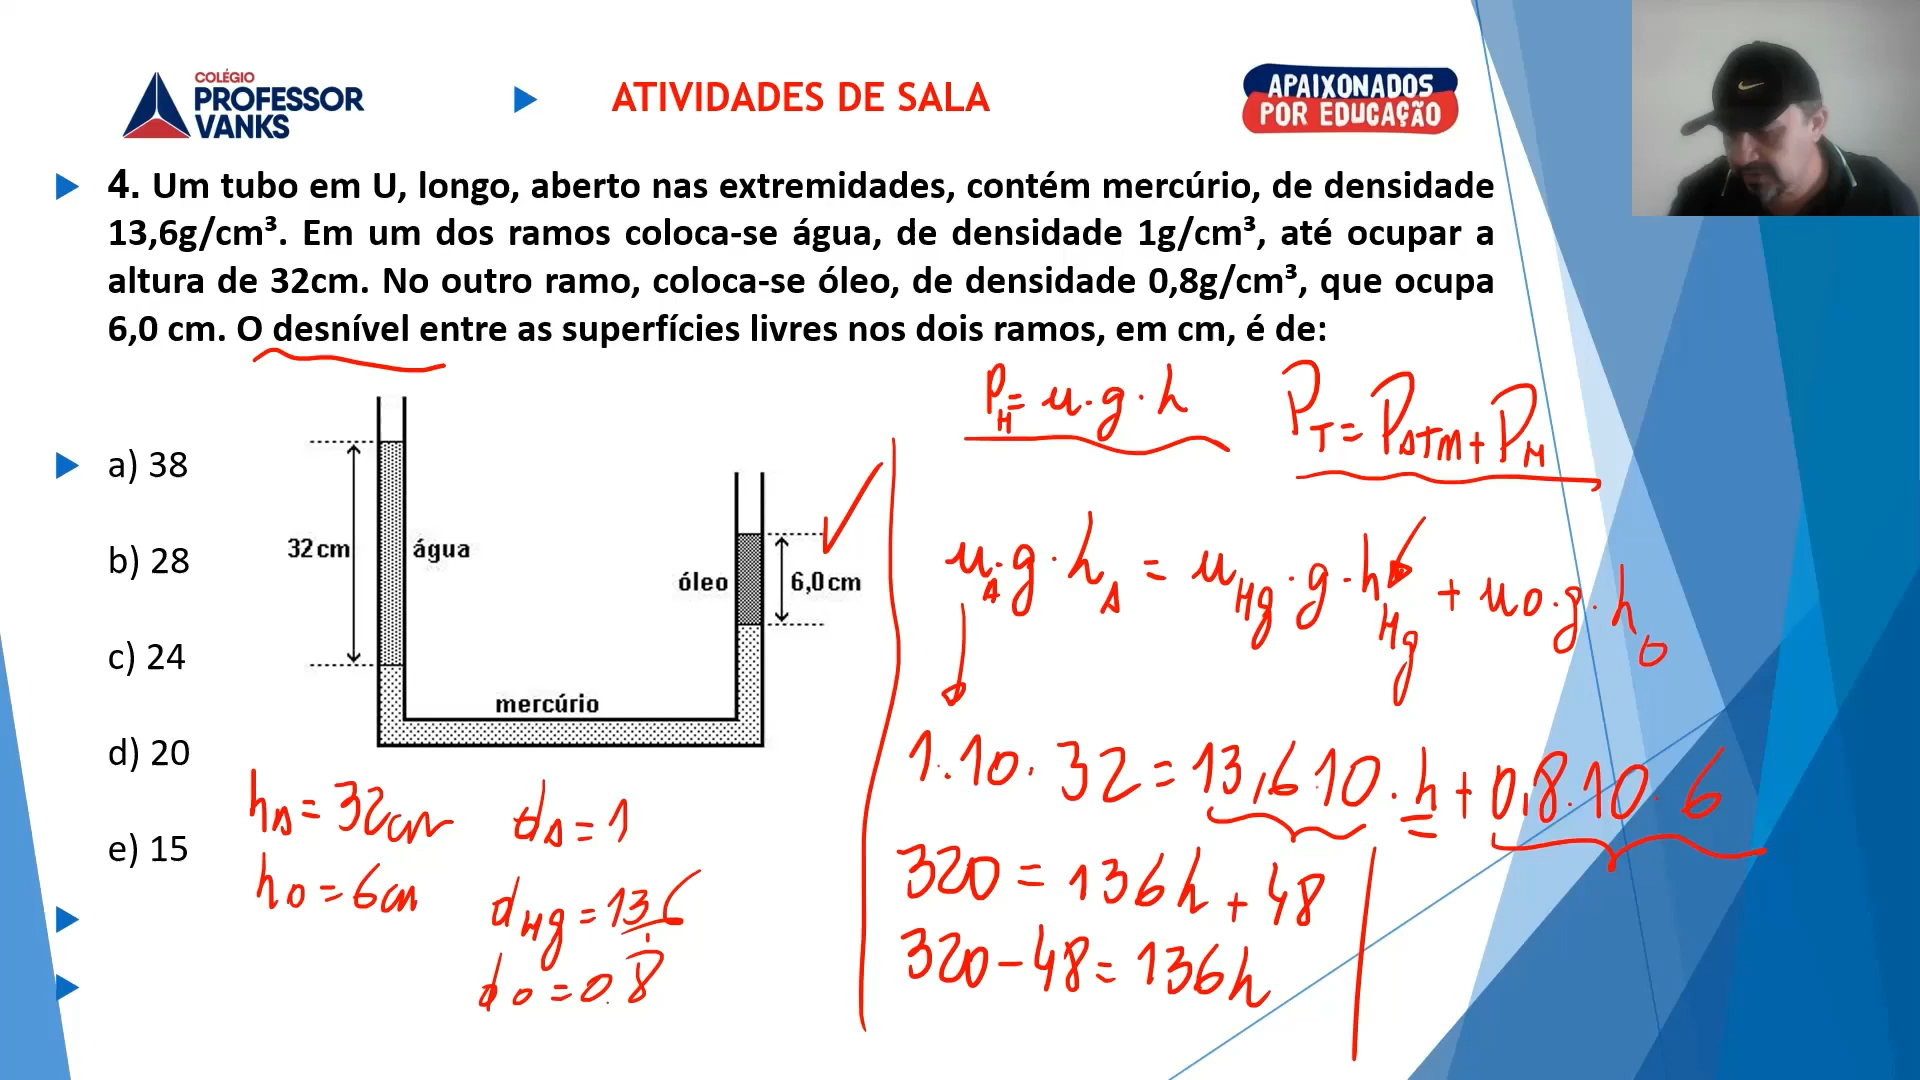 COLÉGIO
PROFESSOR
VANKS
ATIVIDADES DE SALA
APAIXONADOS
POR EDUCAÇÃO
4. Um tubo em U, longo, aberto nas extremidades, contém mercúrio, de densidade
13,6g/cm³. Em um dos ramos coloca-se água, de densidade 1g/cm³, até ocupar a
altura de 32cm. No outro ramo, coloca-se óleo, de densidade 0,8g/cm³, que ocupa
6,0 cm. O desnível entre as superfícies livres nos dois ramos, em cm, é de:
a) 38
b) 28
c) 24
d) 20
e) 15
32 cm
água
óleo
6,0 cm
mercúrio
hA = 32cm
hO = 6cm
dA = 1
dHg = 13,6
dO = 0.8
PH = u.g.h
PT = PATM + PH
uA.g.hA = uHg.g.hHg + uO.g.hO
1.10.32 = 13,6.10.h + 0,8.10.6
320 = 136h + 48
320 - 48 = 136h